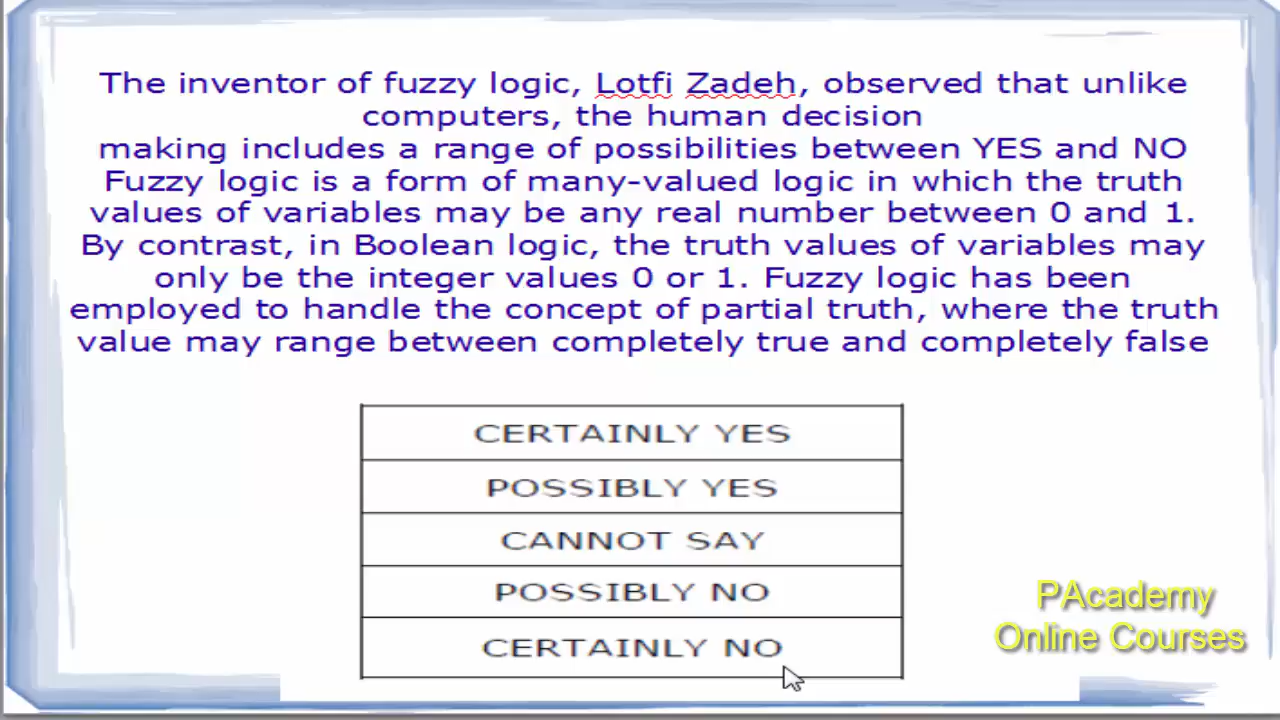 The inventor of fuzzy logic, Lotfi Zadeh, observed that unlike
computers, the human decision
making includes a range of possibilities between YES and NO
Fuzzy logic is a form of many-valued logic in which the truth
values of variables may be any real number between 0 and 1.
By contrast, in Boolean logic, the truth values of variables may
only be the integer values 0 or 1. Fuzzy logic has been
employed to handle the concept of partial truth, where the truth
value may range between completely true and completely false
CERTAINLY YES
POSSIBLY YES
CANNOT SAY
POSSIBLY NO
CERTAINLY NO
PAcademy
Online Courses